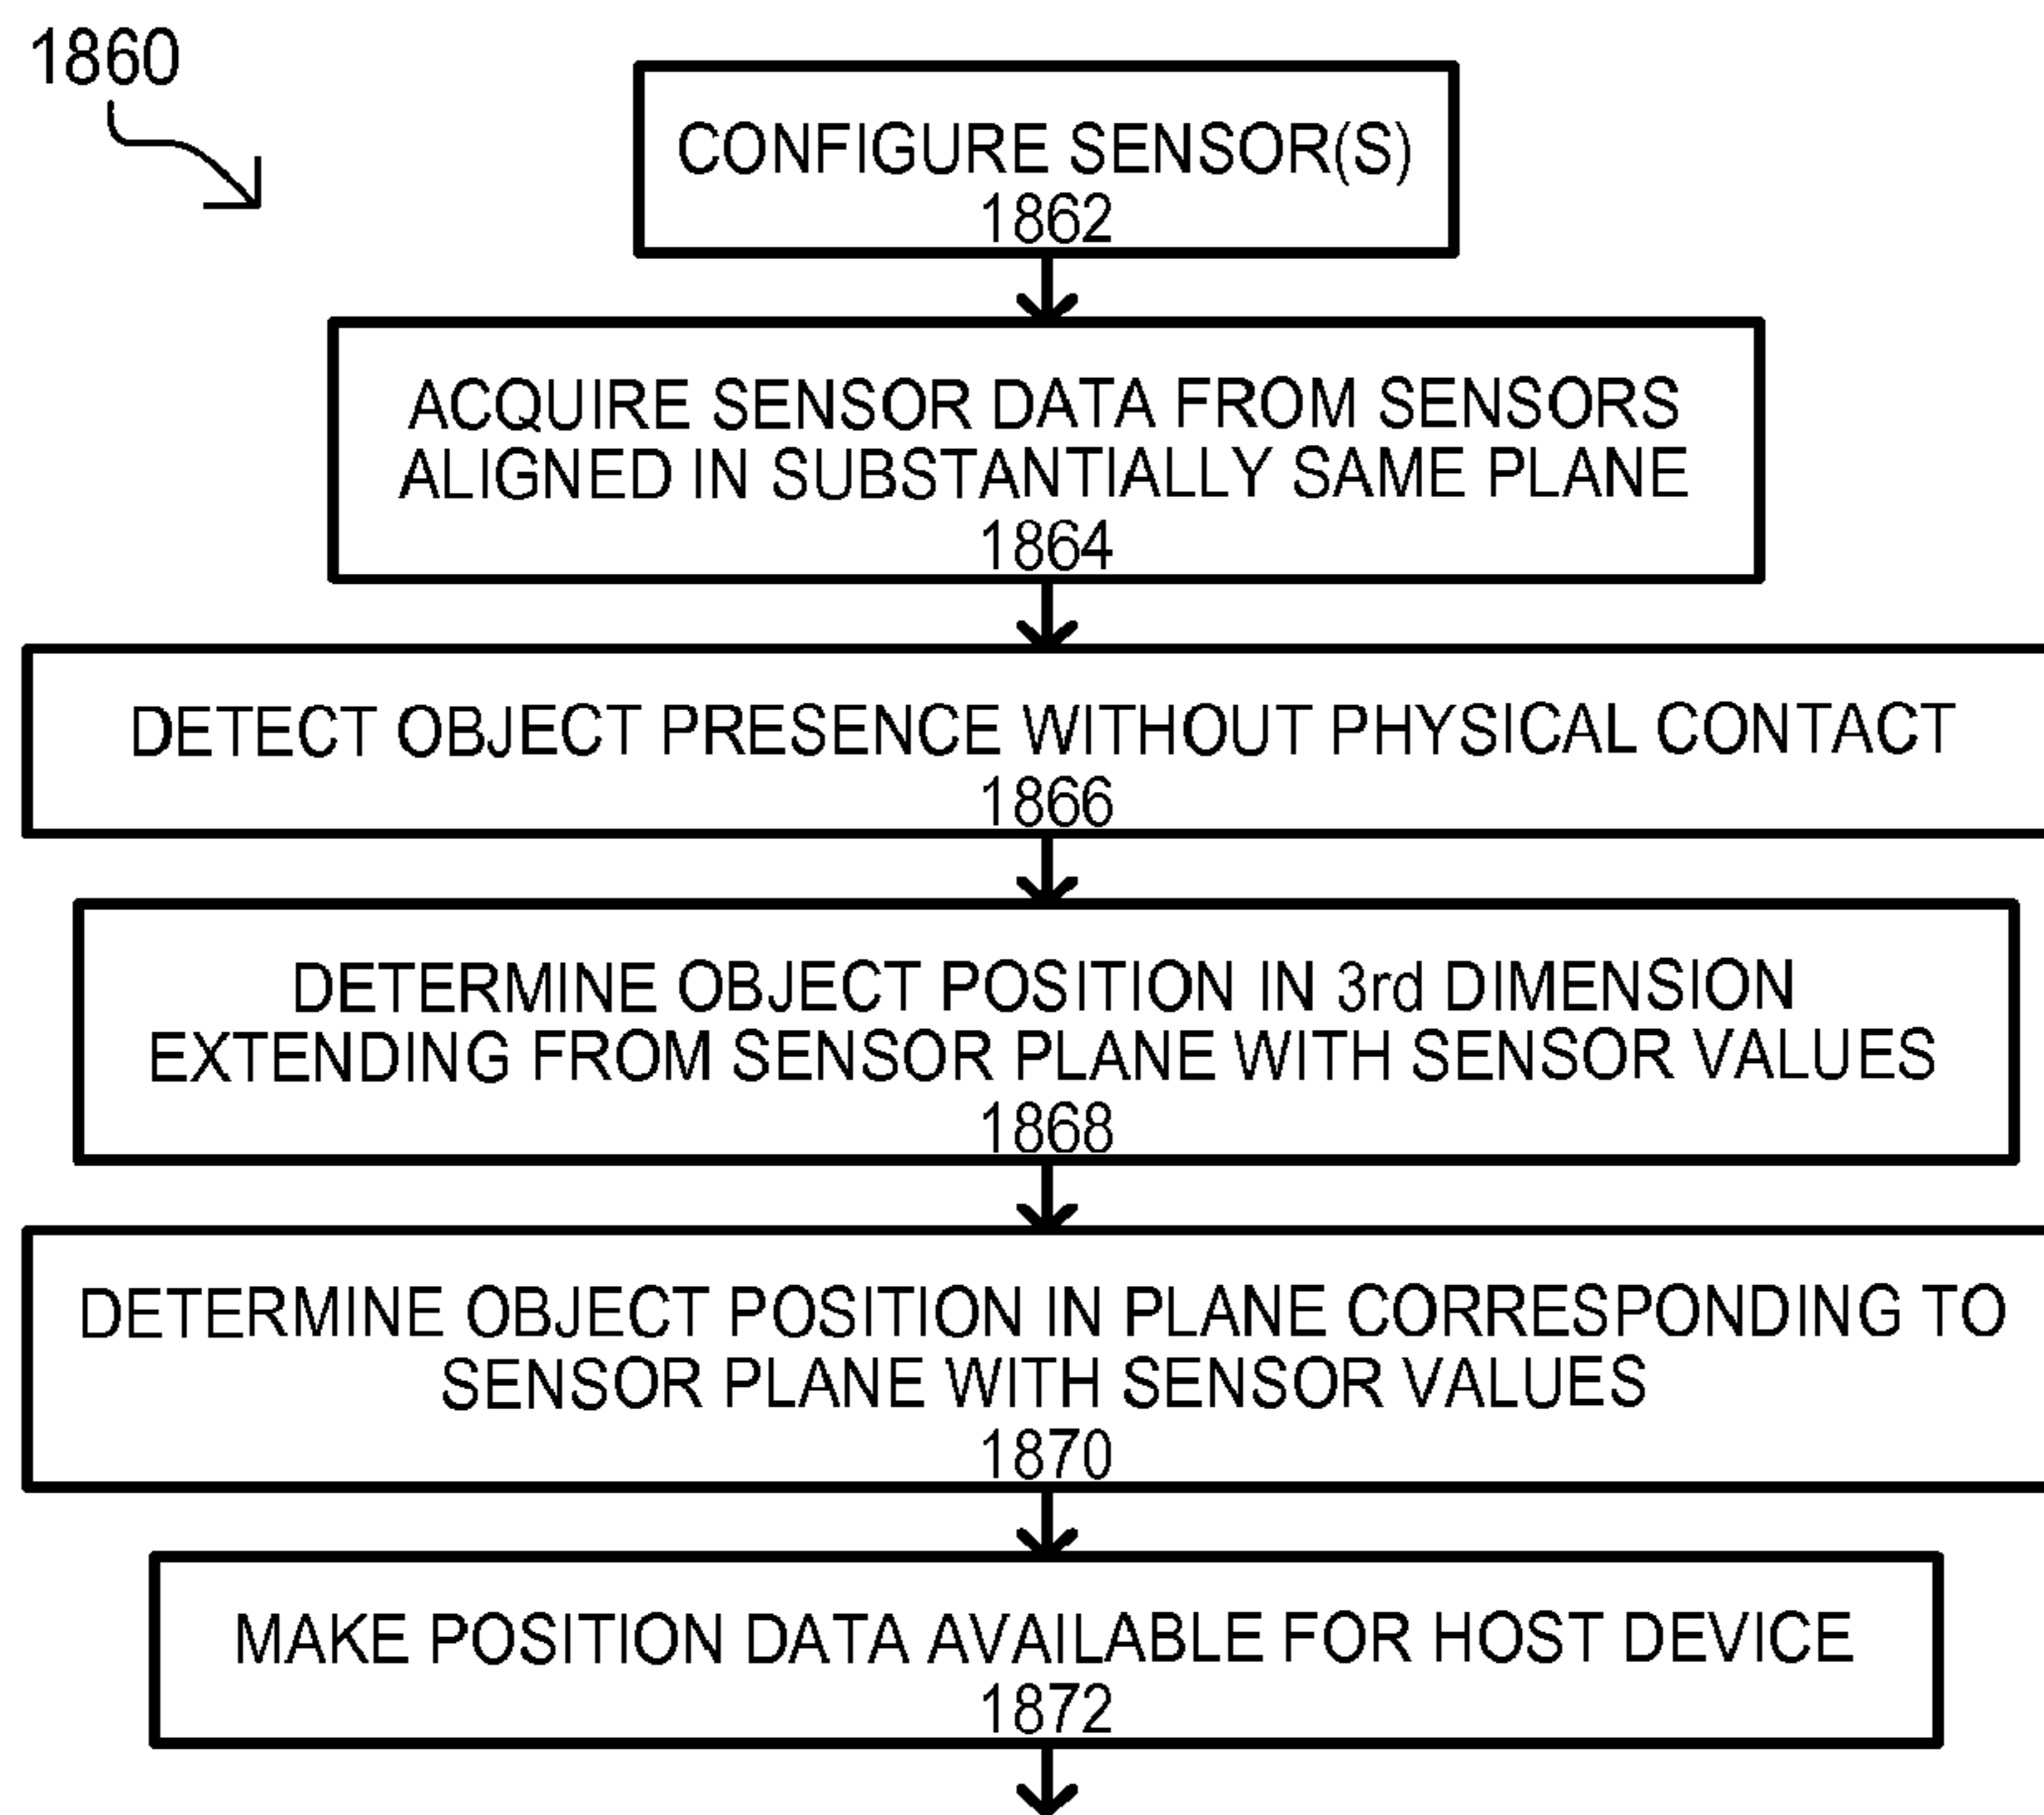 1860
CONFIGURE SENSOR(S)
1862
ACQUIRE SENSOR DATA FROM SENSORS
ALIGNED IN SUBSTANTIALLY SAME PLANE
1864
DETECT OBJECT PRESENCE WITHOUT PHYSICAL CONTACT
1866
DETERMINE OBJECT POSITION IN 3rd DIMENSION
EXTENDING FROM SENSOR PLANE WITH SENSOR VALUES
1868
DETERMINE OBJECT POSITION IN PLANE CORRESPONDING TO
SENSOR PLANE WITH SENSOR VALUES
1870
MAKE POSITION DATA AVAILABLE FOR HOST DEVICE
1872